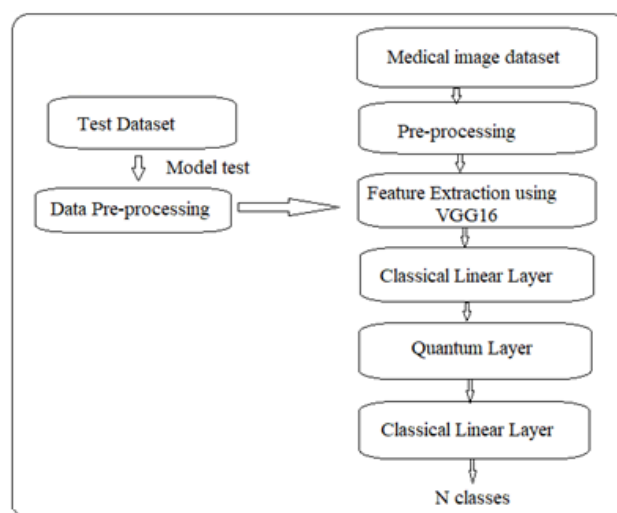 Medical image dataset
Test Dataset
Pre-processing
Model test
Data Pre-processing
Feature Extraction using
VGG16
Classical Linear Layer
Quantum Layer
Classical Linear Layer
N classes